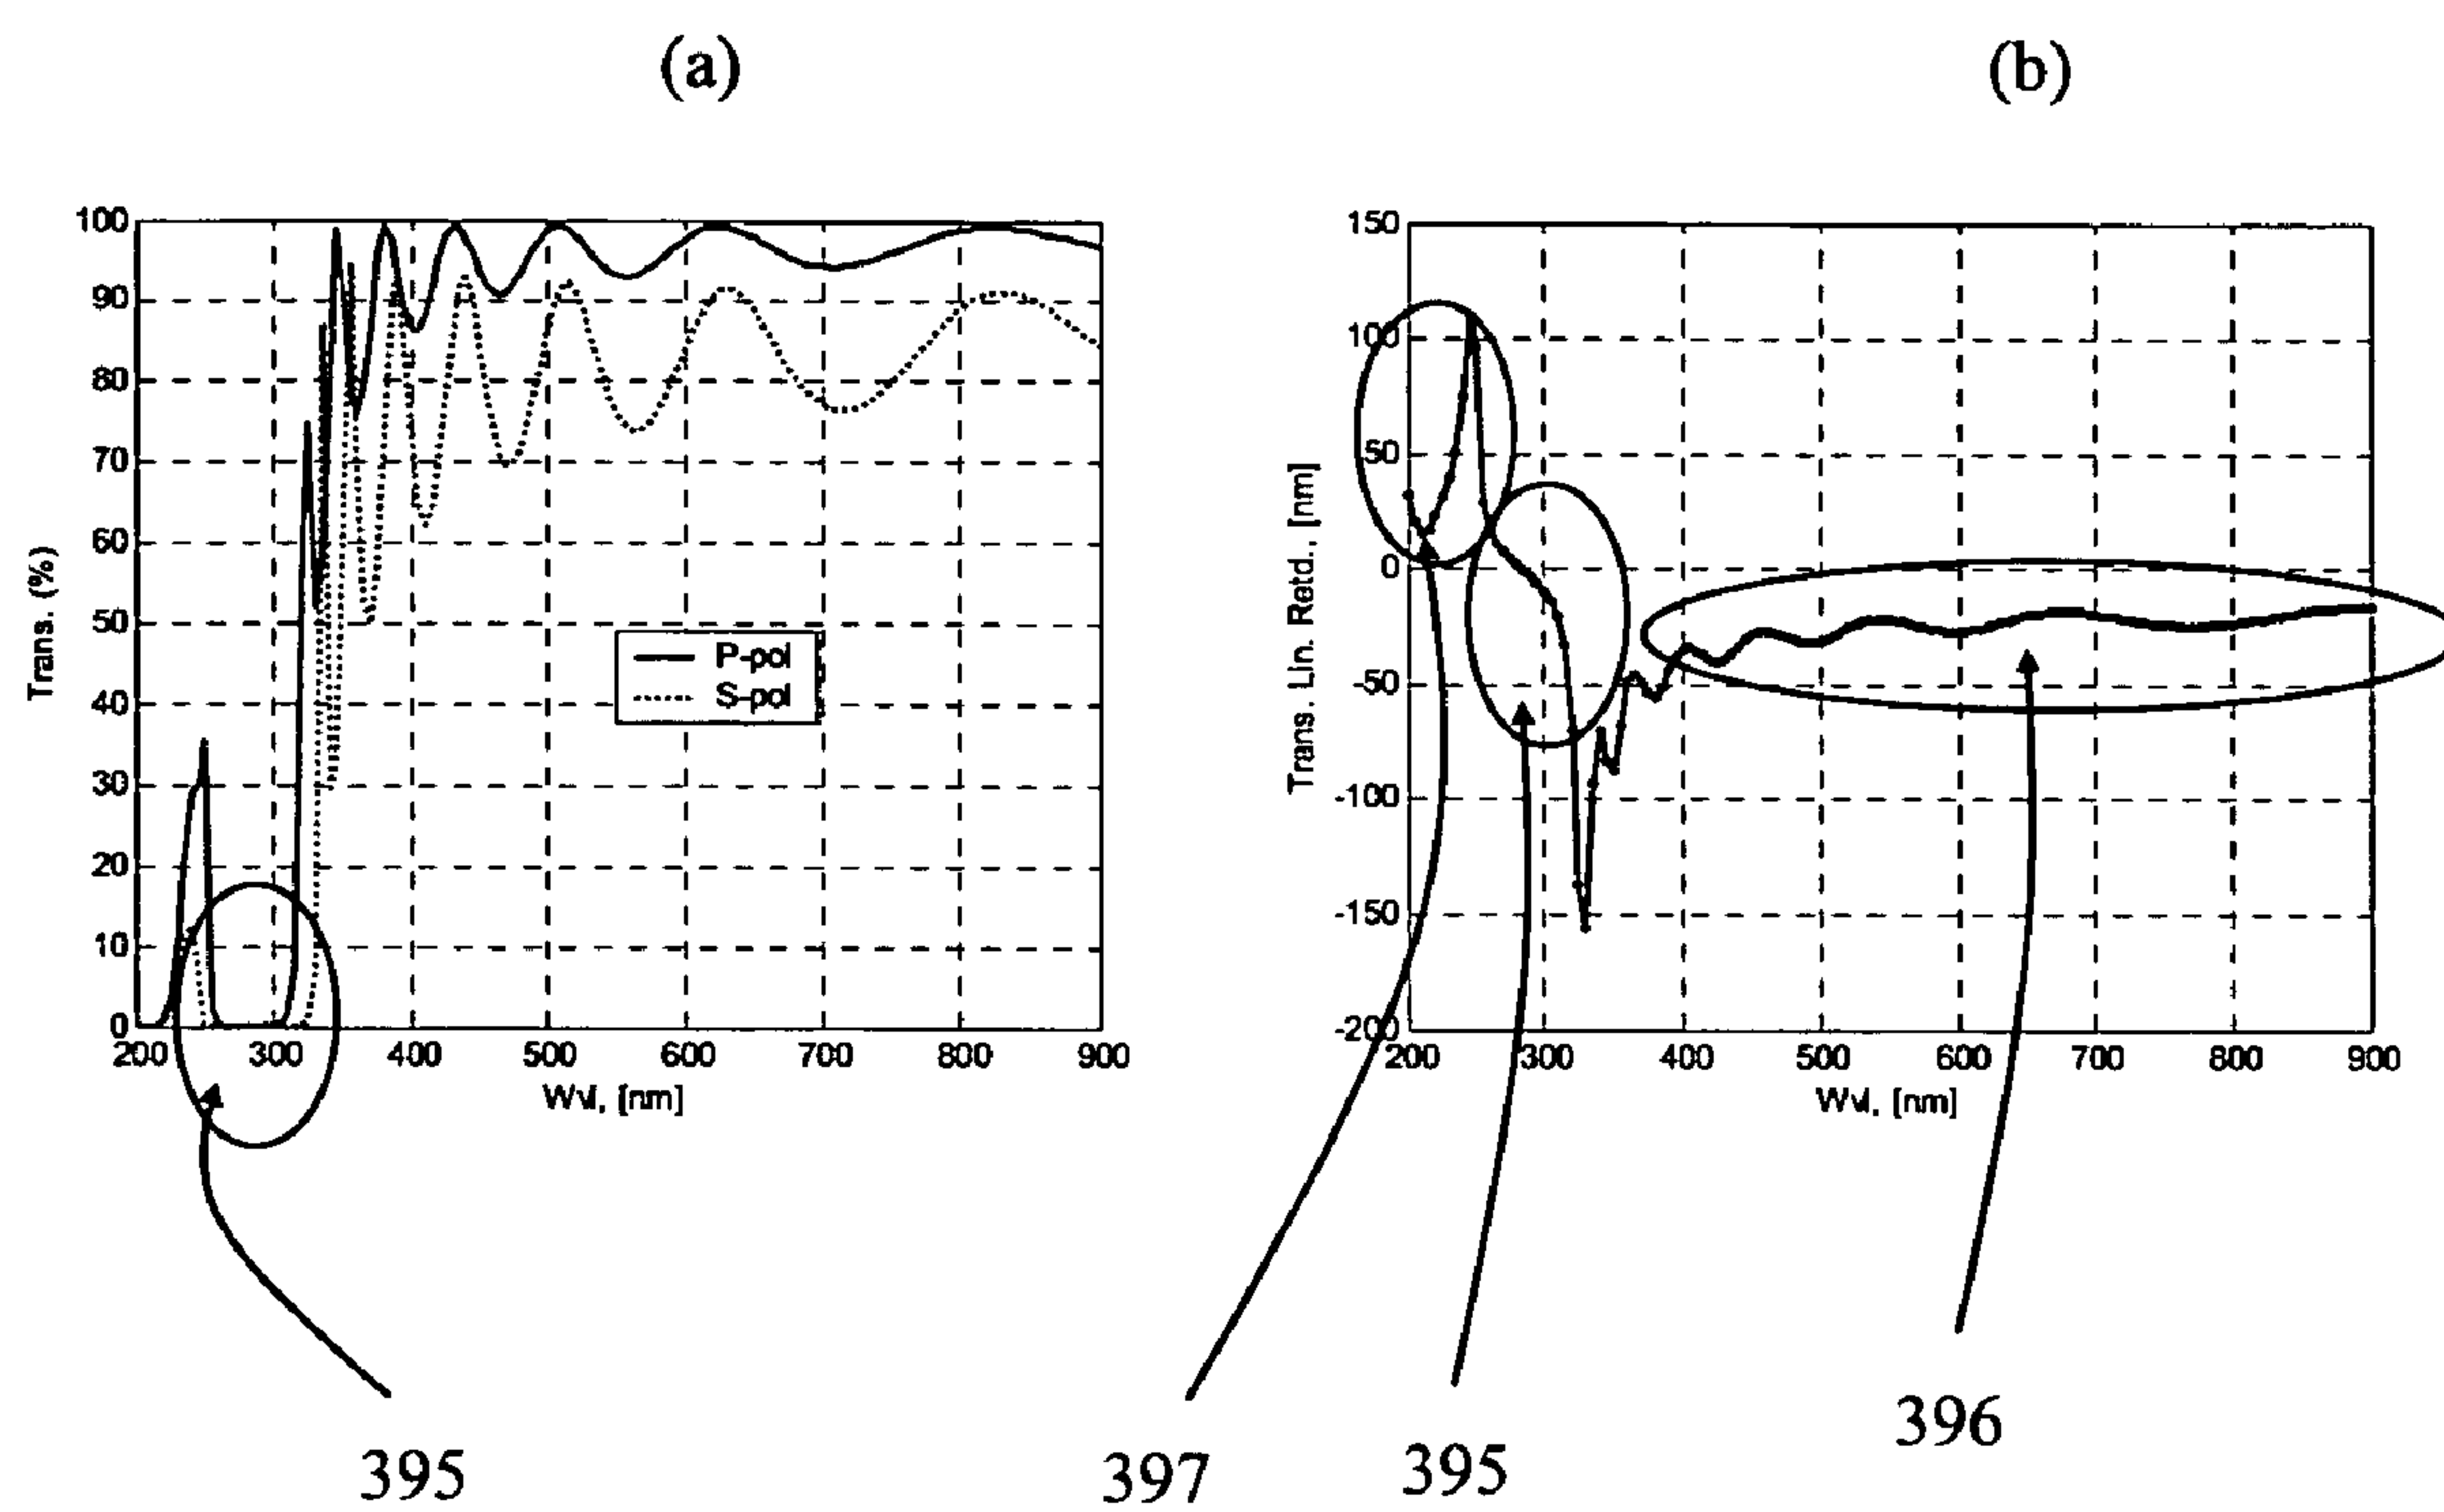 (a)
(b)
100
90
80
70
60
50
40
30
20
10
0
Trans. (%)
P-pol
S-pol
200 300 400 500 600 700 800 900
Wvl, [nm]
150
100
50
0
-50
-100
-150
-200
Trans. Lin. Retd., [nm]
200 300 400 500 600 700 800 900
Wvl, [nm]
395
397
395
396